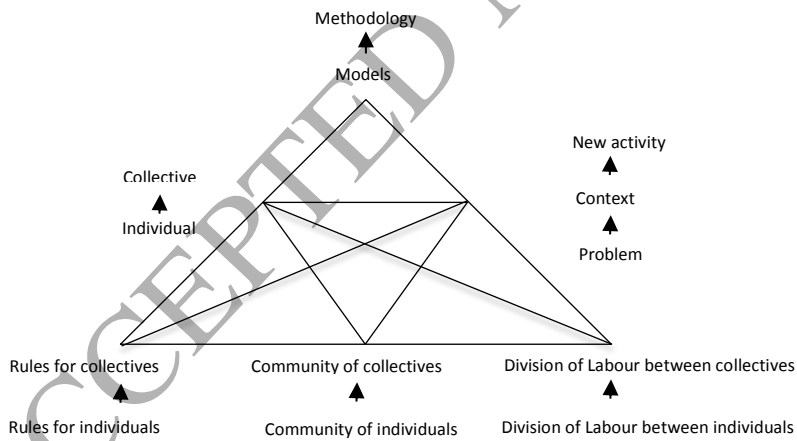 Methodology
Models
New activity
Collective
Context
Individual
Problem
Rules for collectives
Community of collectives
Division of Labour between collectives
Rules for individuals
Community of individuals
Division of Labour between individuals
CCEPTED